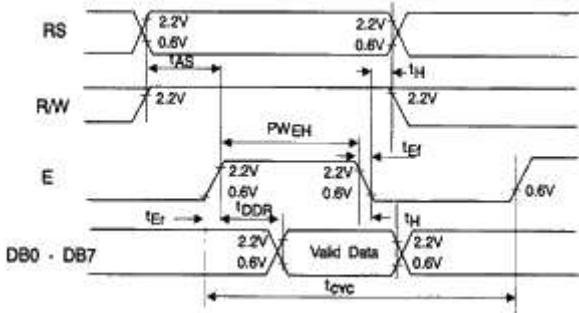 RS
2.2V 2.2V
0.6V 0.6V
tAS tH
R/W
2.2V 2.2V
PWEH
tEf
E
2.2V 2.2V
0.6V 0.6V 0.6V
tEr tDDR tH
DB0 - DB7
2.2V Valid Data 2.2V
0.6V 0.6V
tCYC